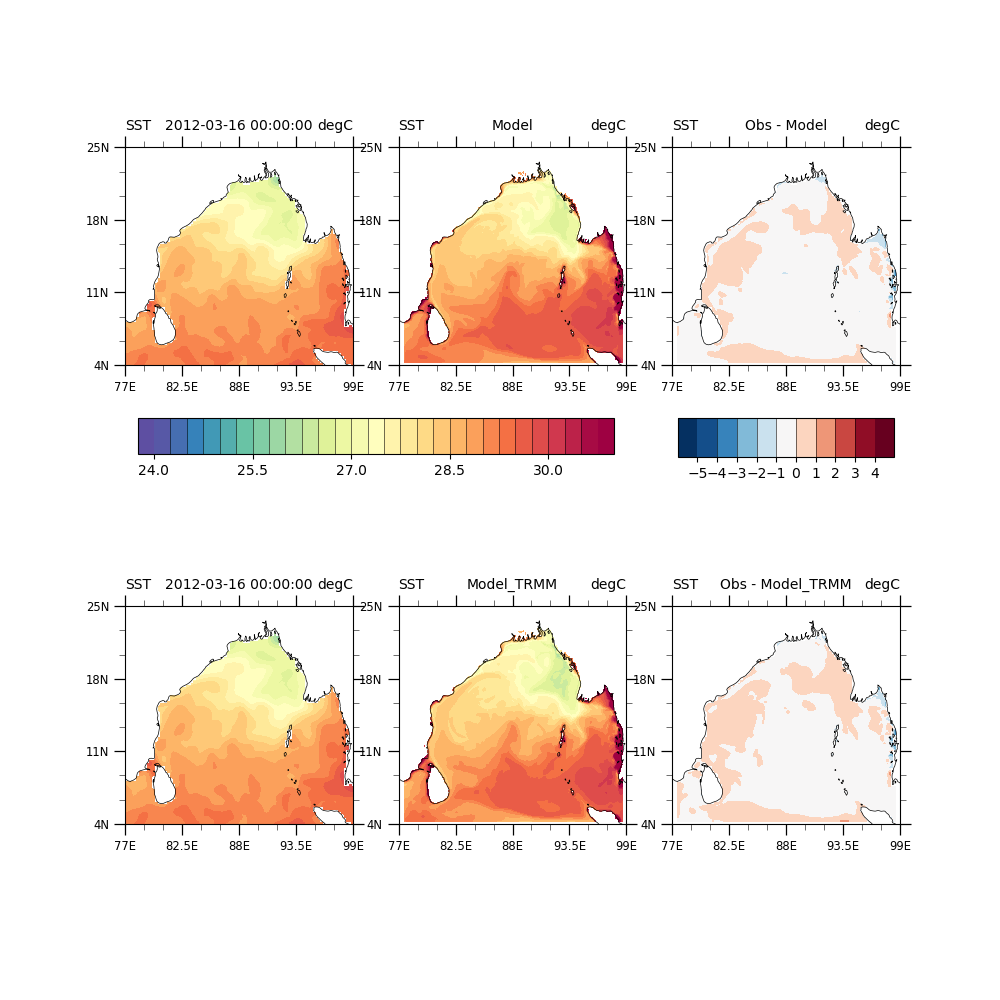 SST 2012-03-16 00:00:00 degC SST Model degC SST Obs - Model degC
25N 25N 25N
18N 18N 18N
11N 11N 11N
4N 4N 4N
77E 82.5E 88E 93.5E 99E 77E 82.5E 88E 93.5E 99E 77E 82.5E 88E 93.5E 99E
24.0 25.5 27.0 28.5 30.0 −5 −4 −3 −2 −1 0 1 2 3 4
SST 2012-03-16 00:00:00 degC SST Model_TRMM degC SST Obs - Model_TRMM degC
25N 25N 25N
18N 18N 18N
11N 11N 11N
4N 4N 4N
77E 82.5E 88E 93.5E 99E 77E 82.5E 88E 93.5E 99E 77E 82.5E 88E 93.5E 99E